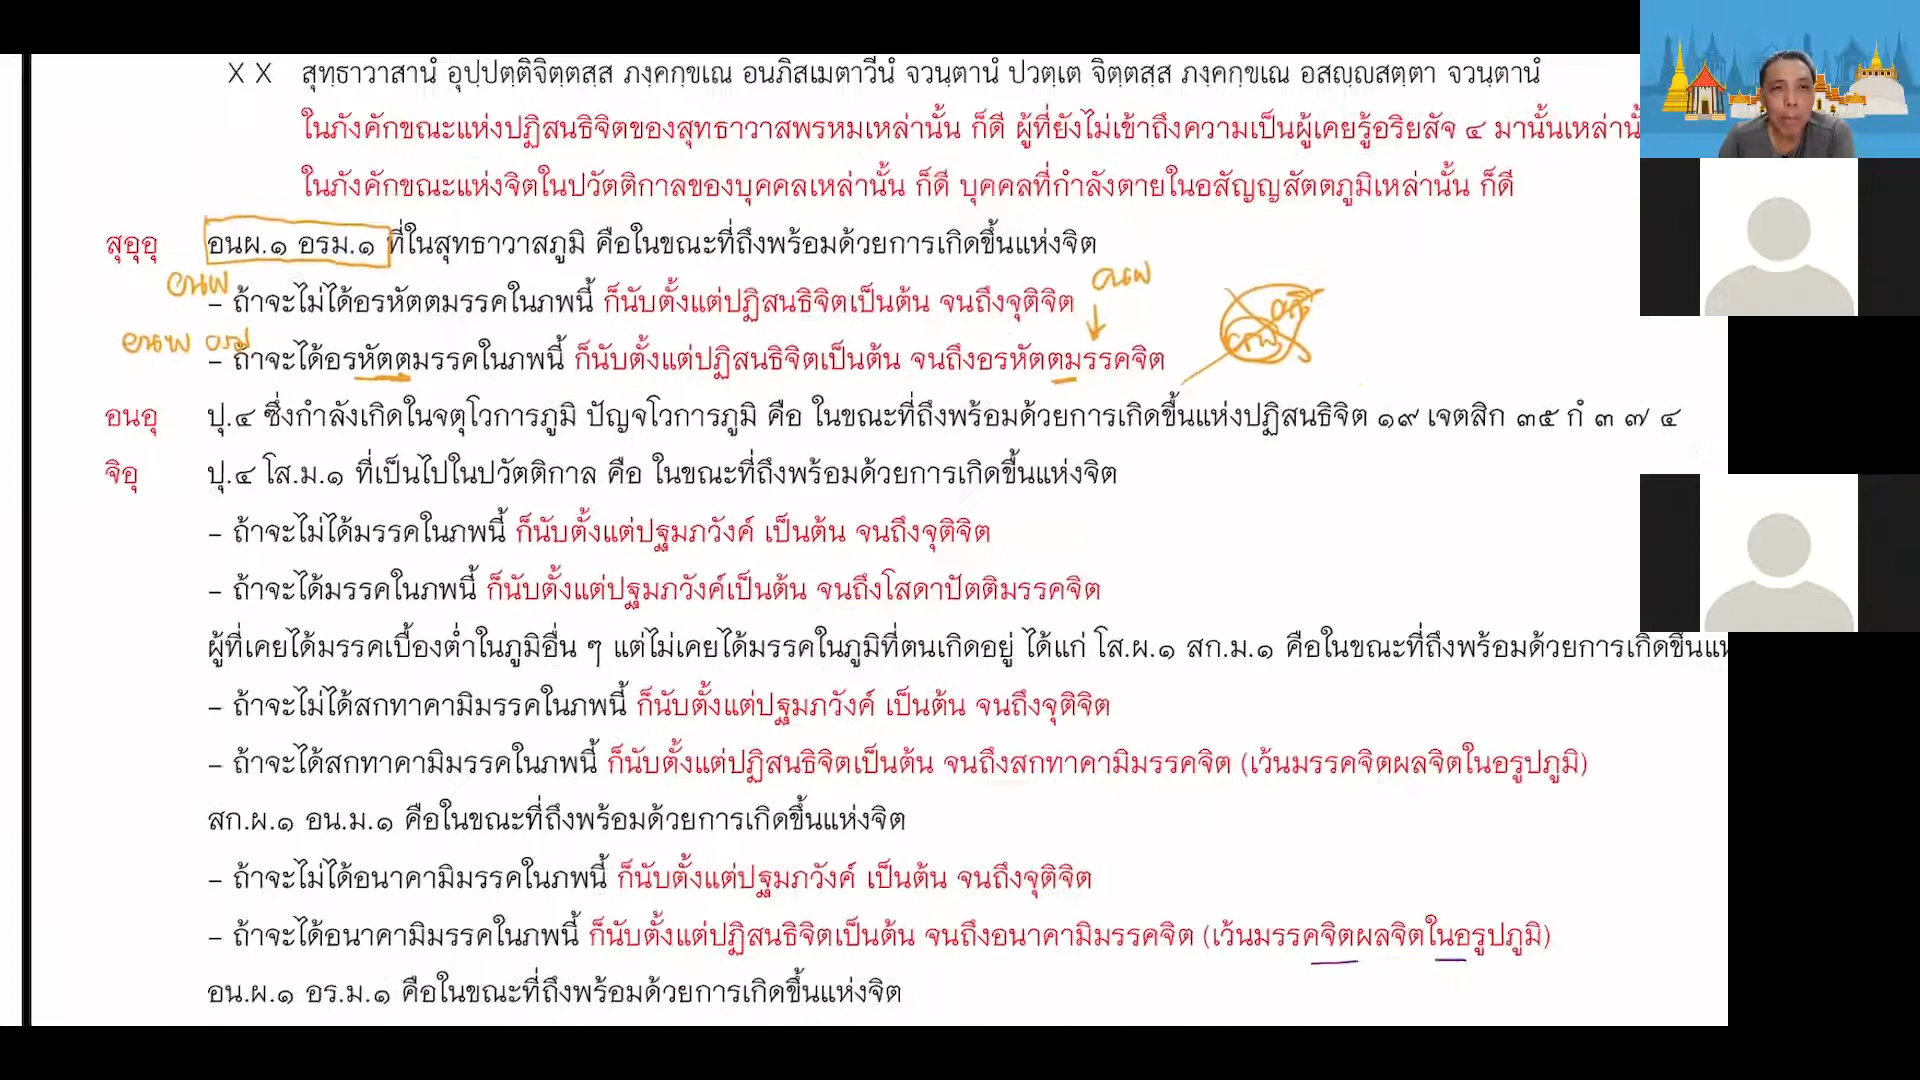 X X สุทฺธาวาสานํ อุปฺปตฺติจิตฺตสฺส ภงฺคกฺขเณ อนภิสเมตาวีนํ จวนฺตานํ ปวตฺเต จิตฺตสฺส ภงฺคกฺขเณ อสญฺญสตฺตา จวนฺตานํ
ในภังคักขณะแห่งปฏิสนธิจิตของสุทธาวาสพรหมเหล่านั้น ก็ดี ผู้ที่ยังไม่เข้าถึงความเป็นผู้เคยรู้อริยสัจ ๔ มานั้นเหล่านั้
ในภังคักขณะแห่งจิตในปวัตติกาลของบุคคลเหล่านั้น ก็ดี บุคคลที่กำลังตายในอสัญญสัตตภูมิเหล่านั้น ก็ดี
สุอุอุ อนผ.๑ อรม.๑ ที่ในสุทธาวาสภูมิ คือในขณะที่ถึงพร้อมด้วยการเกิดขึ้นแห่งจิต
อนผ อนผ
– ถ้าจะไม่ได้อรหัตตมรรคในภพนี้ ก็นับตั้งแต่ปฏิสนธิจิตเป็นต้น จนถึงจุติจิต
อนผ อรม
– ถ้าจะได้อรหัตตมรรคในภพนี้ ก็นับตั้งแต่ปฏิสนธิจิตเป็นต้น จนถึงอรหัตตมรรคจิต
อนอุ ปุ.๔ ซึ่งกำลังเกิดในจตุโวการภูมิ ปัญจโวการภูมิ คือ ในขณะที่ถึงพร้อมด้วยการเกิดขึ้นแห่งปฏิสนธิจิต ๑๙ เจตสิก ๓๕ กํ ๓ ๗ ๔
จิอุ ปุ.๔ โส.ม.๑ ที่เป็นไปในปวัตติกาล คือ ในขณะที่ถึงพร้อมด้วยการเกิดขึ้นแห่งจิต
– ถ้าจะไม่ได้มรรคในภพนี้ ก็นับตั้งแต่ปฐมภวังค์ เป็นต้น จนถึงจุติจิต
– ถ้าจะได้มรรคในภพนี้ ก็นับตั้งแต่ปฐมภวังค์เป็นต้น จนถึงโสดาปัตติมรรคจิต
ผู้ที่เคยได้มรรคเบื้องต่ำในภูมิอื่น ๆ แต่ไม่เคยได้มรรคในภูมิที่ตนเกิดอยู่ ได้แก่ โส.ผ.๑ สก.ม.๑ คือในขณะที่ถึงพร้อมด้วยการเกิดขึ้นแ
– ถ้าจะไม่ได้สกทาคามิมรรคในภพนี้ ก็นับตั้งแต่ปฐมภวังค์ เป็นต้น จนถึงจุติจิต
– ถ้าจะได้สกทาคามิมรรคในภพนี้ ก็นับตั้งแต่ปฏิสนธิจิตเป็นต้น จนถึงสกทาคามิมรรคจิต (เว้นมรรคจิตผลจิตในอรูปภูมิ)
สก.ผ.๑ อน.ม.๑ คือในขณะที่ถึงพร้อมด้วยการเกิดขึ้นแห่งจิต
– ถ้าจะไม่ได้อนาคามิมรรคในภพนี้ ก็นับตั้งแต่ปฐมภวังค์ เป็นต้น จนถึงจุติจิต
– ถ้าจะได้อนาคามิมรรคในภพนี้ ก็นับตั้งแต่ปฏิสนธิจิตเป็นต้น จนถึงอนาคามิมรรคจิต (เว้นมรรคจิตผลจิตในอรูปภูมิ)
อน.ผ.๑ อร.ม.๑ คือในขณะที่ถึงพร้อมด้วยการเกิดขึ้นแห่งจิต